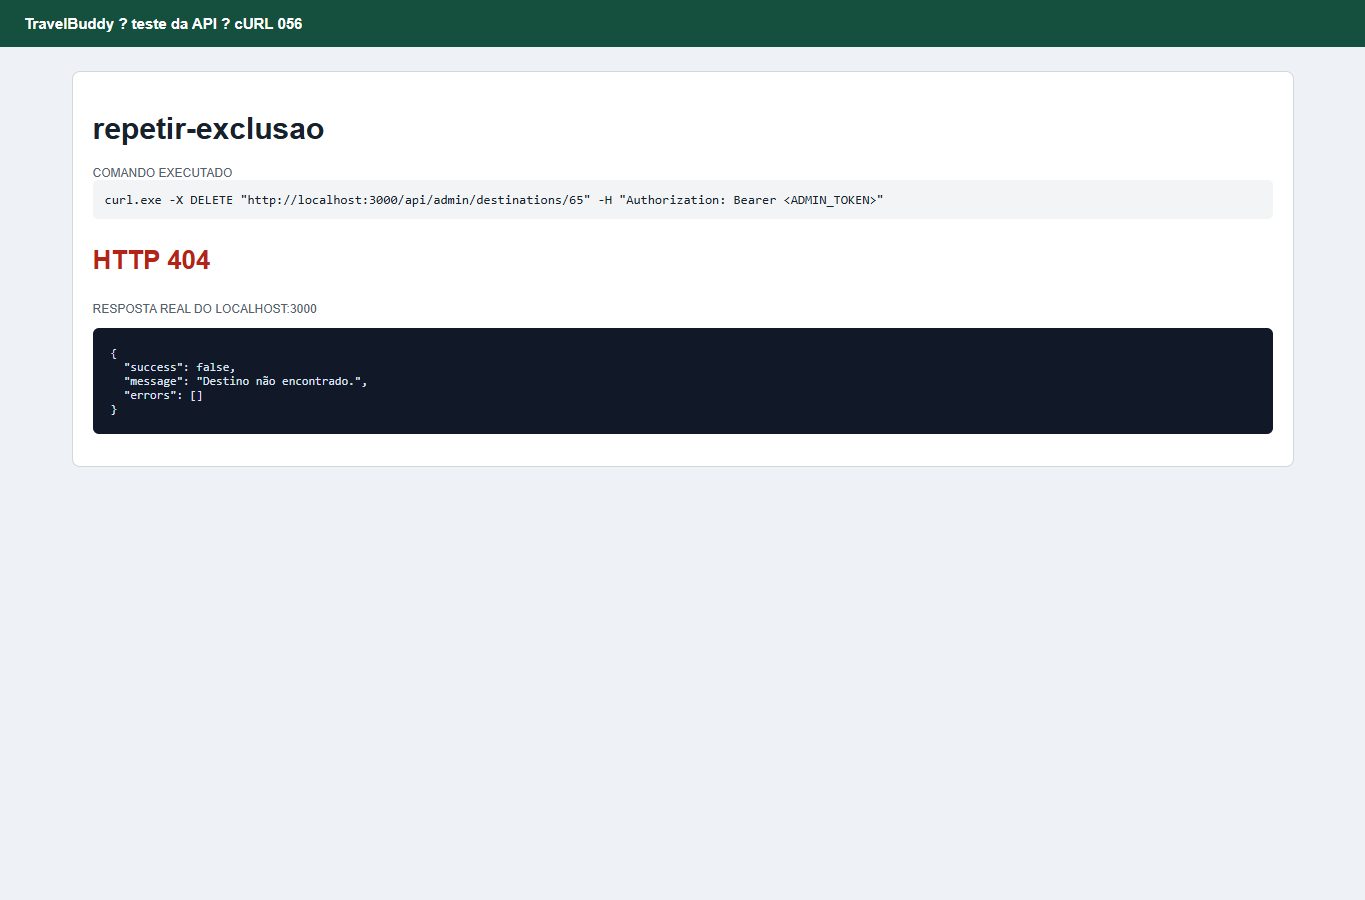 TravelBuddy ? teste da API ? cURL 056
repetir-exclusao
COMANDO EXECUTADO
curl.exe -X DELETE "http://localhost:3000/api/admin/destinations/65" -H "Authorization: Bearer <ADMIN_TOKEN>"
HTTP 404
RESPOSTA REAL DO LOCALHOST:3000
{
  "success": false,
  "message": "Destino não encontrado.",
  "errors": []
}